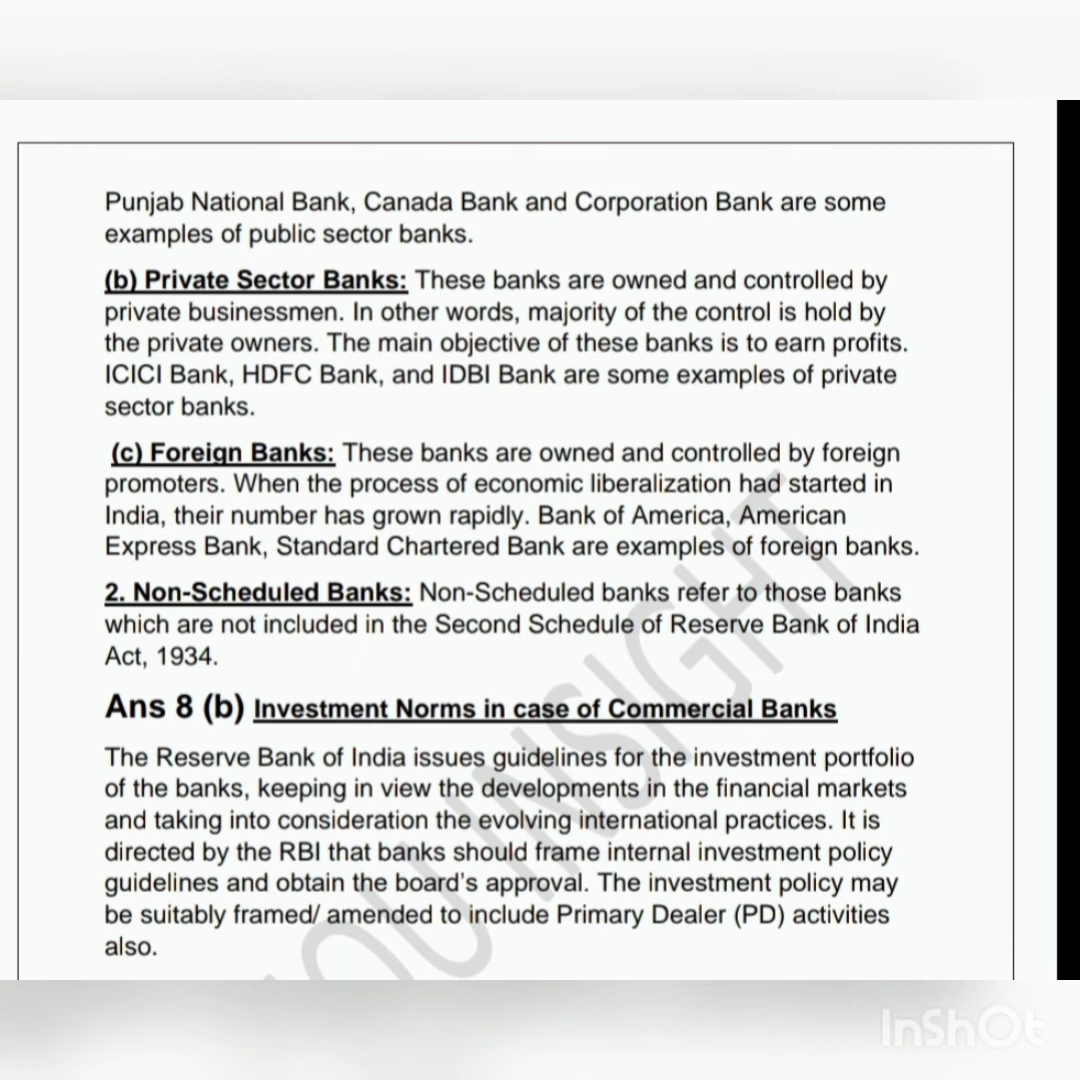 Punjab National Bank, Canada Bank and Corporation Bank are some
examples of public sector banks.
(b) Private Sector Banks: These banks are owned and controlled by
private businessmen. In other words, majority of the control is hold by
the private owners. The main objective of these banks is to earn profits.
ICICI Bank, HDFC Bank, and IDBI Bank are some examples of private
sector banks.
(c) Foreign Banks: These banks are owned and controlled by foreign
promoters. When the process of economic liberalization had started in
India, their number has grown rapidly. Bank of America, American
Express Bank, Standard Chartered Bank are examples of foreign banks.
2. Non-Scheduled Banks: Non-Scheduled banks refer to those banks
which are not included in the Second Schedule of Reserve Bank of India
Act, 1934.
Ans 8 (b) Investment Norms in case of Commercial Banks
The Reserve Bank of India issues guidelines for the investment portfolio
of the banks, keeping in view the developments in the financial markets
and taking into consideration the evolving international practices. It is
directed by the RBI that banks should frame internal investment policy
guidelines and obtain the board's approval. The investment policy may
be suitably framed/ amended to include Primary Dealer (PD) activities
also.
INSIGHT
InShOt